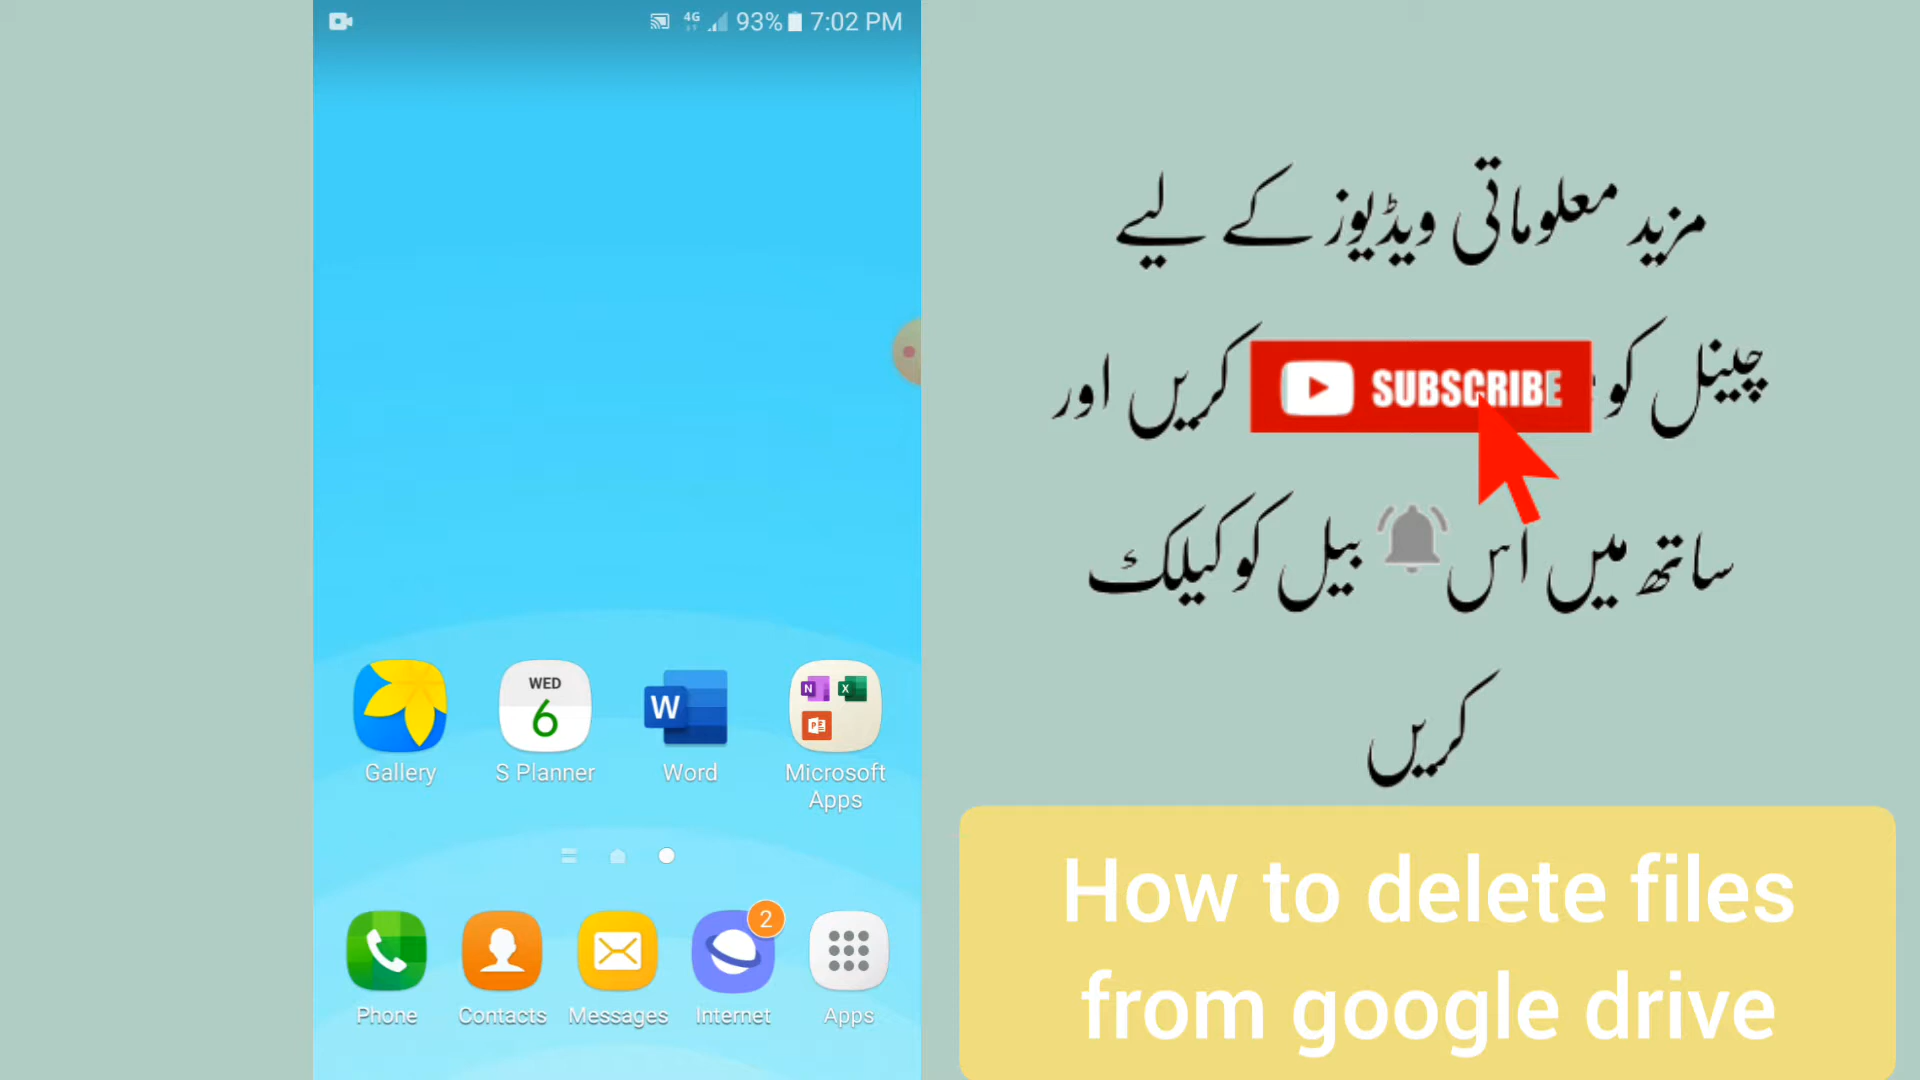 4G 93% 7:02 PM
WED
6
W
N X
P
Gallery S Planner Word Microsoft
Apps
2
Phone Contacts Messages Internet Apps
مزید معلوماتی ویڈیوز کے لیے
چینل کو SUBSCRIBE کریں اور
ساتھ میں اس بیل کو کیلک
کریں
How to delete files
from google drive